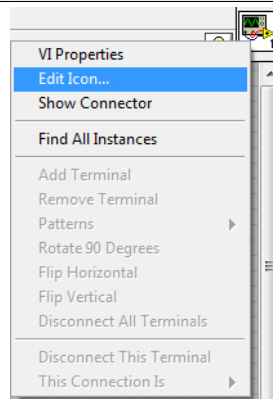 VI Properties
Edit Icon...
Show Connector
Find All Instances
Add Terminal
Remove Terminal
Patterns
Rotate 90 Degrees
Flip Horizontal
Flip Vertical
Disconnect All Terminals
Disconnect This Terminal
This Connection Is